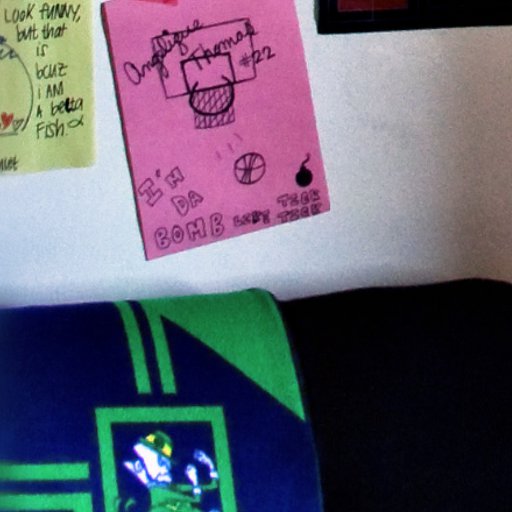 Look funny,
but that
is
bcuz
i AM
A betta
Fish.
Angelique
Thomas
#22
I'M
DA
BOMB
TICK
TICK